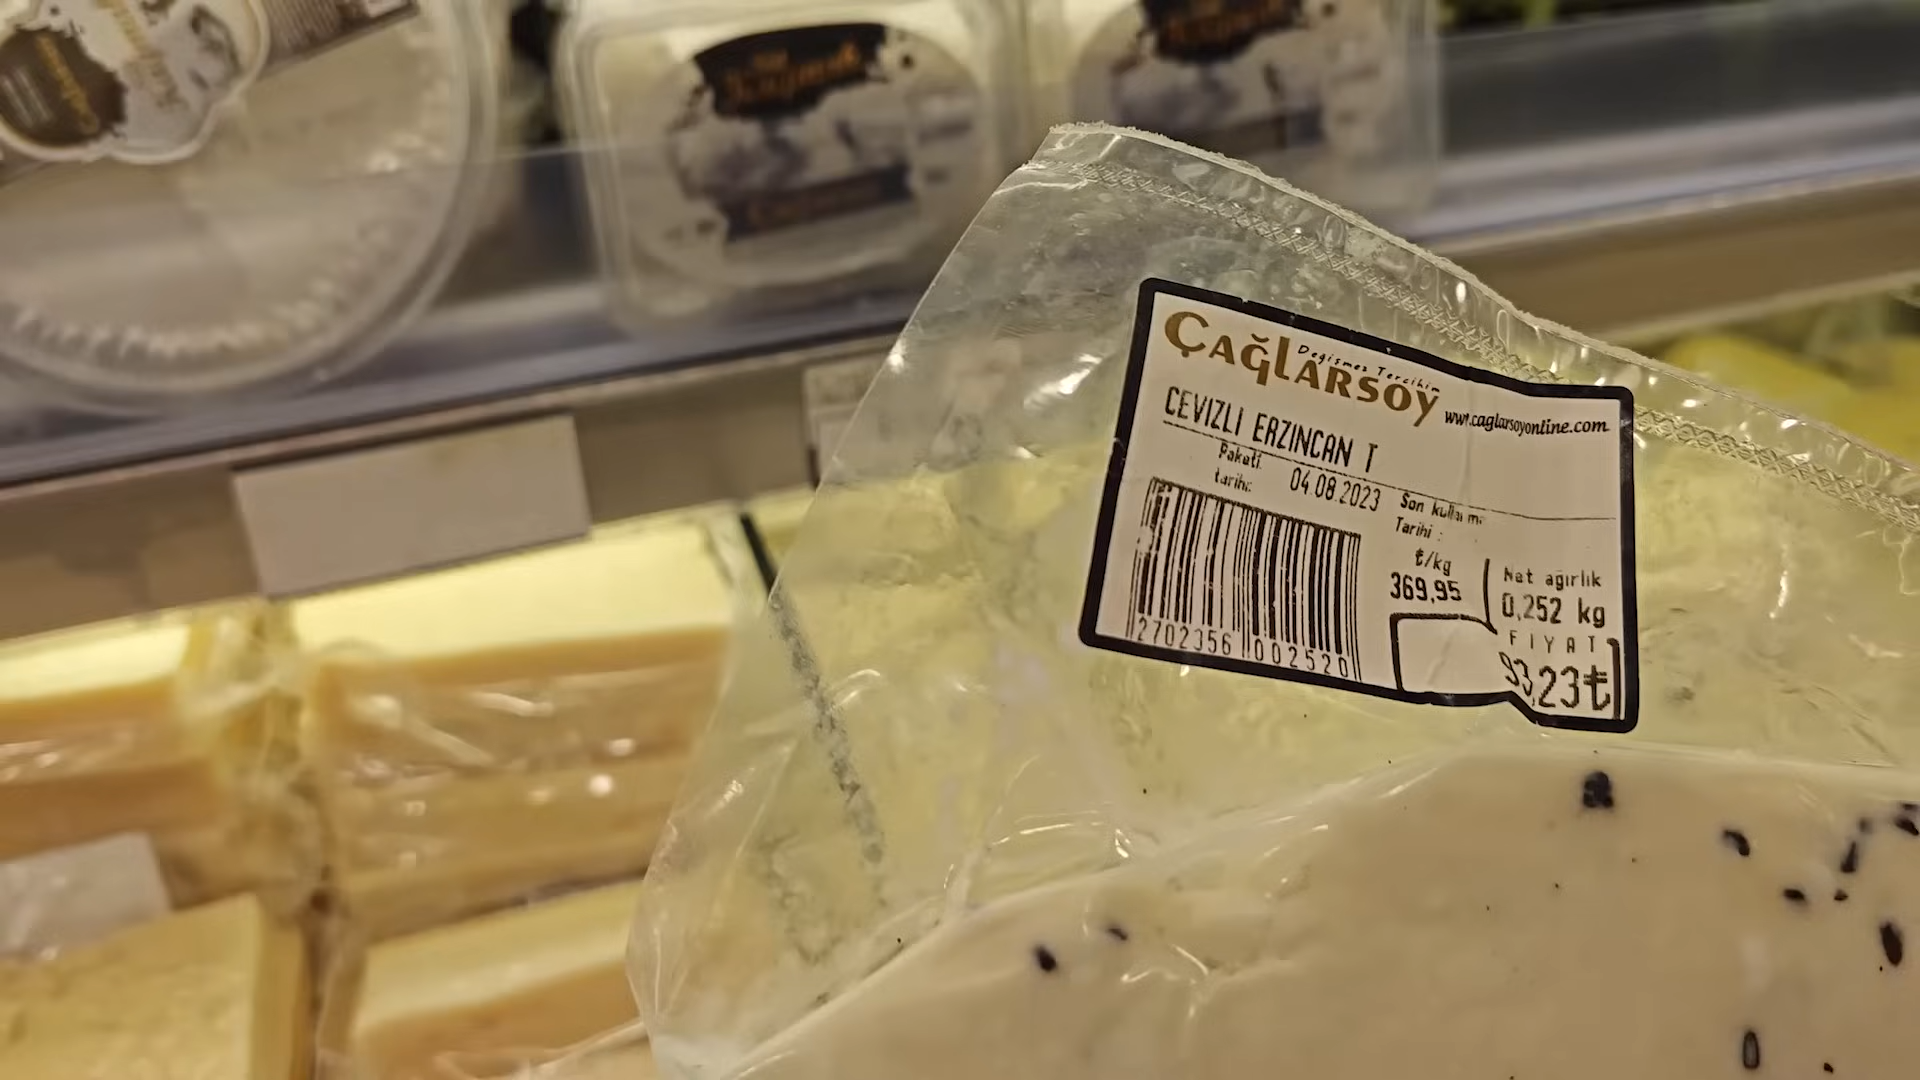 ÇAĞLARSOY
Degismez Tercihim
www.caglarsoyonline.com
CEVIZLI ERZINCAN T
Paketl.
tarihi:
04.08.2023
Son kullanma
Tarihi :
₺/kg
369,95
Net ağırlık
0,252 kg
FIYAT
93,23₺
2702356 002520